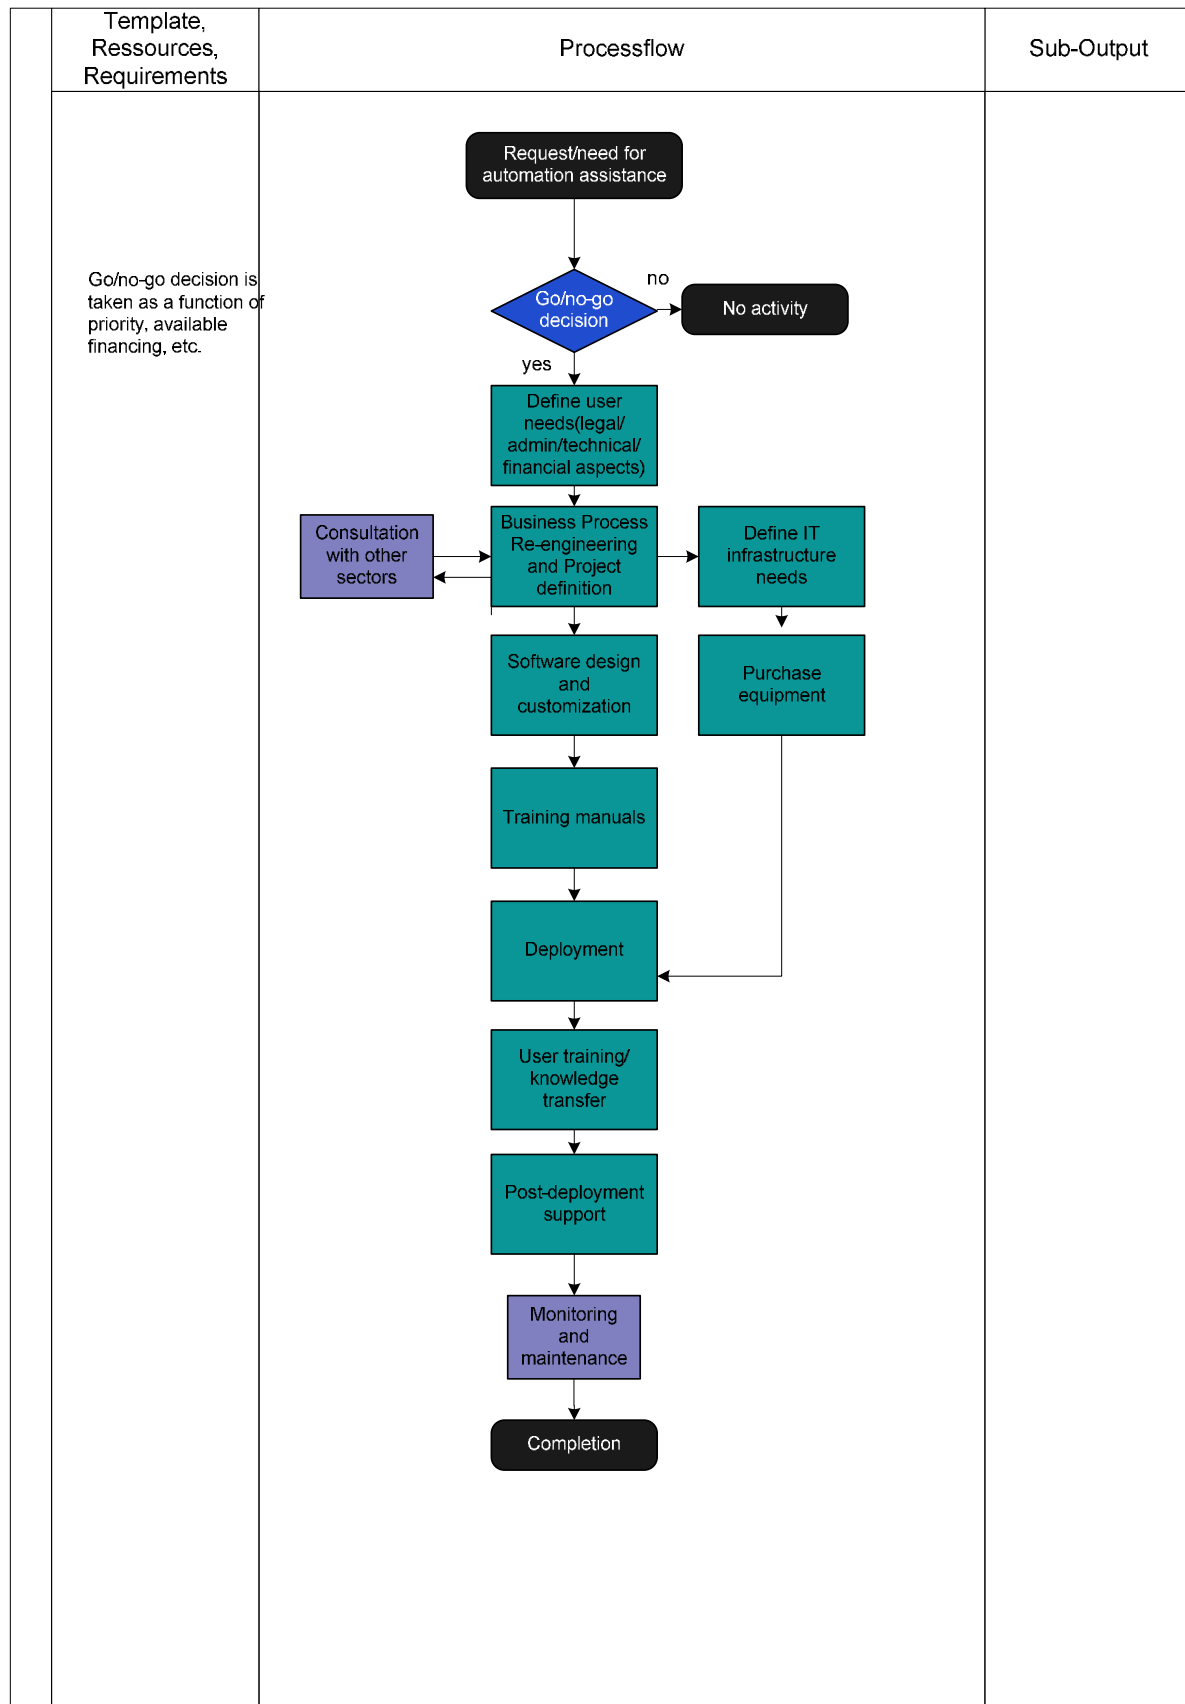 Template,
Ressources,
Requirements
Processflow
Sub-Output
Request/need for
automation assistance
Go/no-go decision is
taken as a function of
priority, available
financing, etc.
Go/no-go
decision
no
No activity
yes
Define user
needs(legal/
admin/technical/
financial aspects)
Consultation
with other
sectors
Business Process
Re-engineering
and Project
definition
Define IT
infrastructure
needs
Software design
and
customization
Purchase
equipment
Training manuals
Deployment
User training/
knowledge
transfer
Post-deployment
support
Monitoring
and
maintenance
Completion